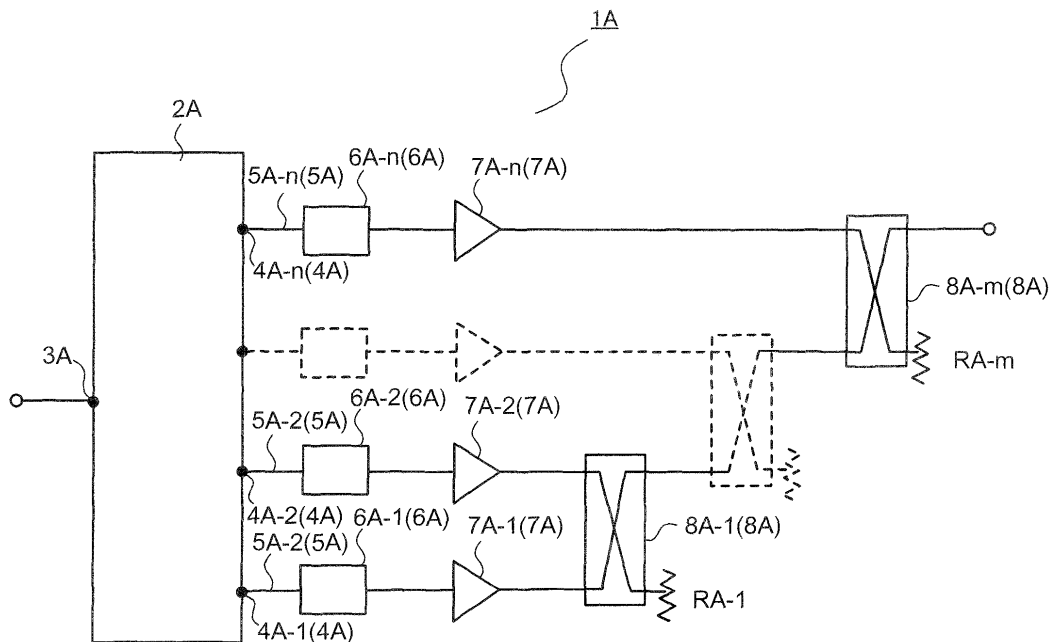 1A
2A
6A-n(6A)
7A-n(7A)
5A-n(5A)
4A-n(4A)
8A-m(8A)
3A
RA-m
6A-2(6A)
7A-2(7A)
5A-2(5A)
4A-2(4A)
6A-1(6A)
7A-1(7A)
8A-1(8A)
5A-2(5A)
RA-1
4A-1(4A)